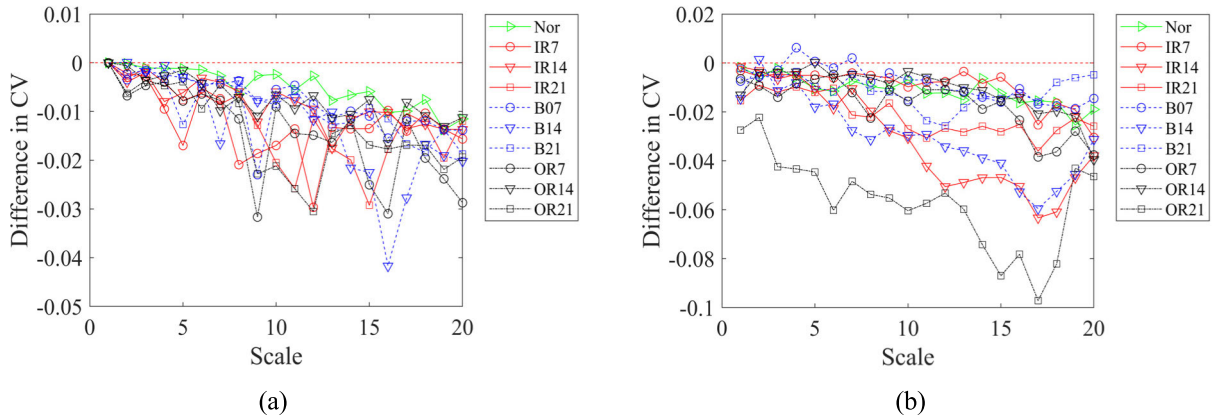 0.01
0
-0.01
-0.02
-0.03
-0.04
-0.05
Difference in CV
0 5 10 15 20
Scale
Nor
IR7
IR14
IR21
B07
B14
B21
OR7
OR14
OR21
(a)
0.02
0
-0.02
-0.04
-0.06
-0.08
-0.1
Difference in CV
0 5 10 15 20
Scale
Nor
IR7
IR14
IR21
B07
B14
B21
OR7
OR14
OR21
(b)